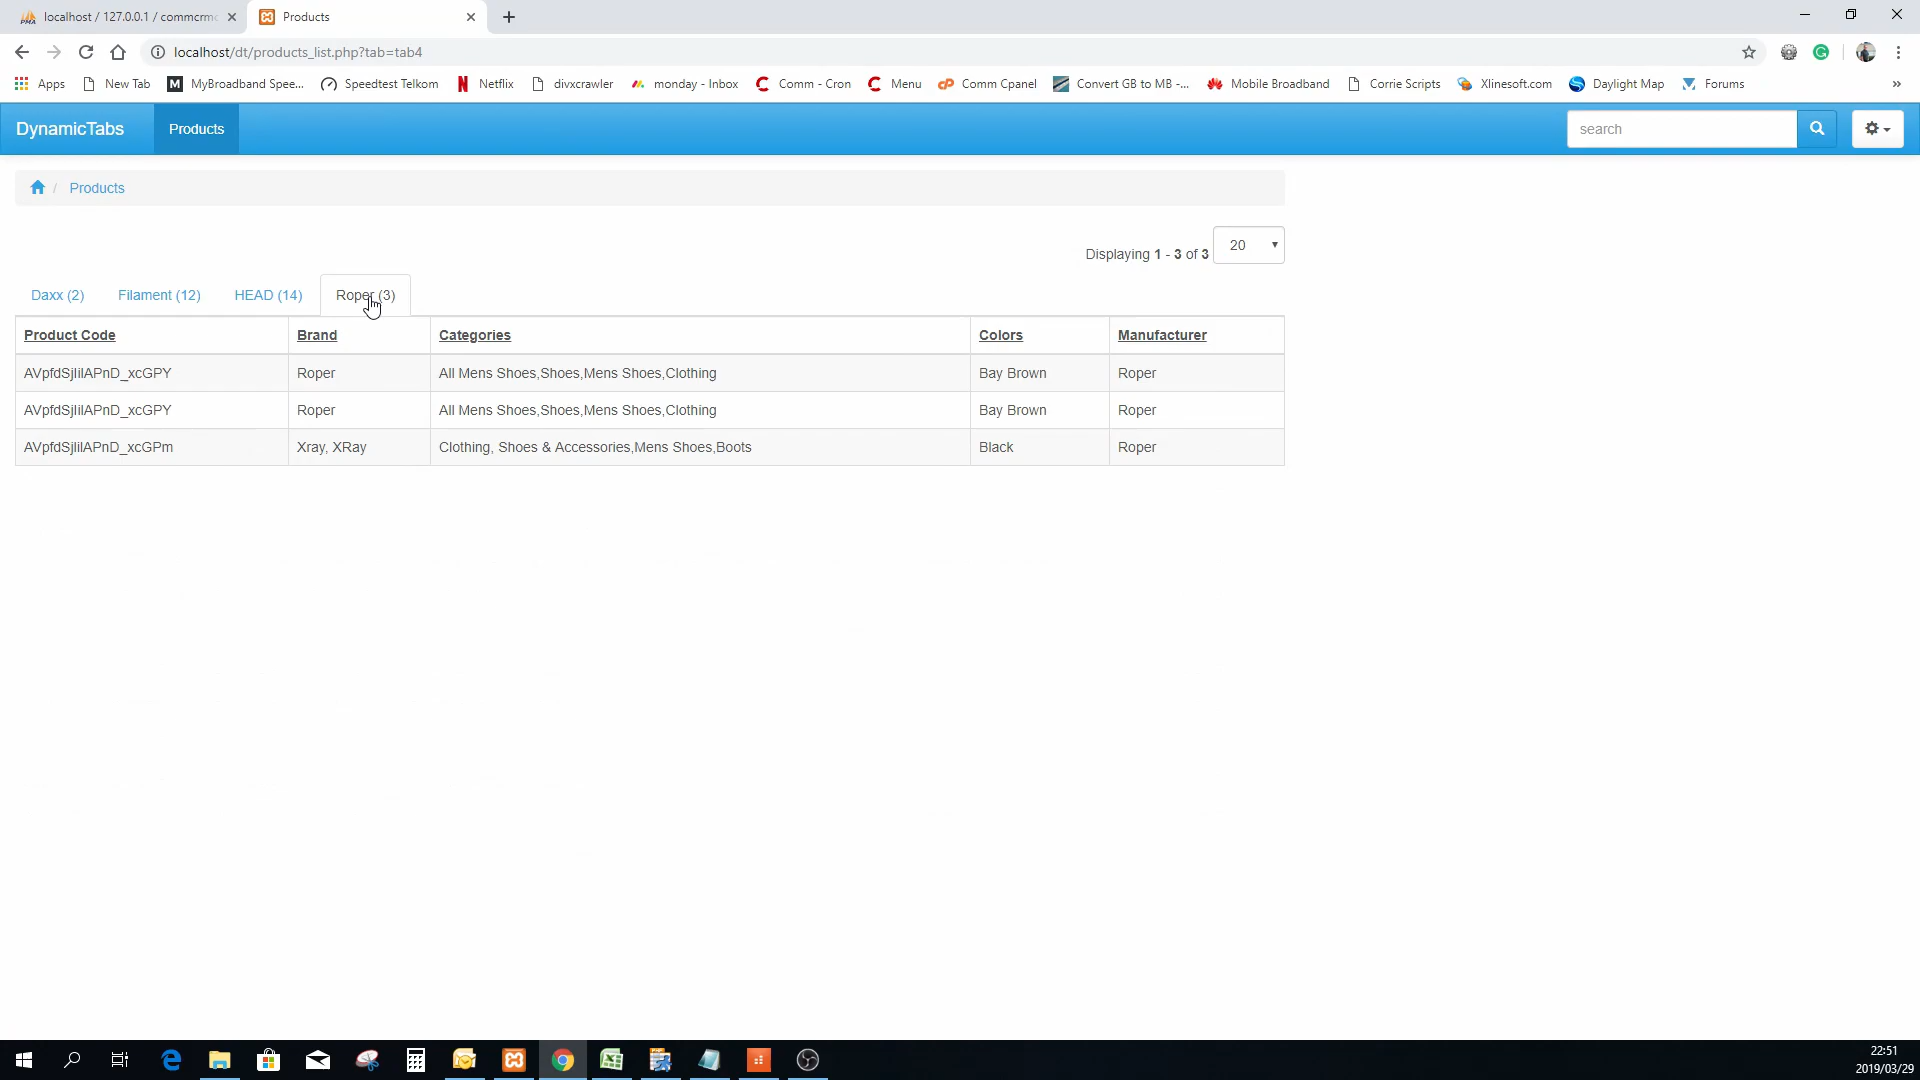 localhost / 127.0.0.1 / commcrm
Products
localhost/dt/products_list.php?tab=tab4
Apps New Tab MyBroadband Spee... Speedtest Telkom Netflix divxcrawler monday - Inbox Comm - Cron Menu Comm Cpanel Convert GB to MB -... Mobile Broadband Corrie Scripts Xlinesoft.com Daylight Map Forums »
DynamicTabs Products search
/ Products
Displaying 1 - 3 of 3 20
Daxx (2) Filament (12) HEAD (14) Roper (3)
Product Code Brand Categories Colors Manufacturer
AVpfdSjIilAPnD_xcGPY Roper All Mens Shoes,Shoes,Mens Shoes,Clothing Bay Brown Roper
AVpfdSjIilAPnD_xcGPY Roper All Mens Shoes,Shoes,Mens Shoes,Clothing Bay Brown Roper
AVpfdSjIilAPnD_xcGPm Xray, XRay Clothing, Shoes & Accessories,Mens Shoes,Boots Black Roper
22:51
2019/03/29